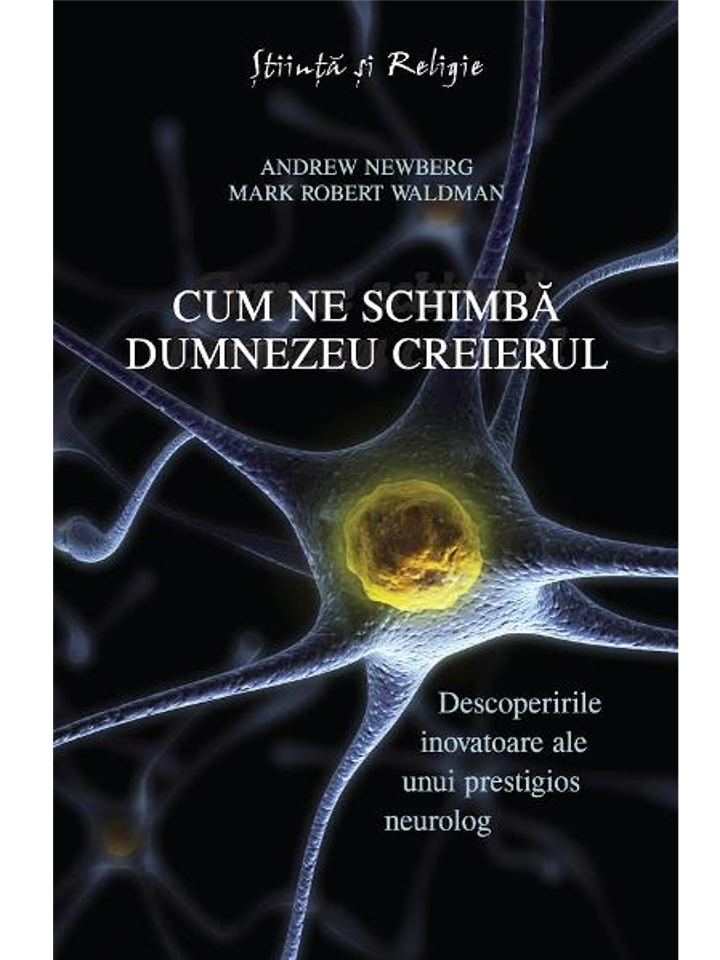 Știință și Religie
ANDREW NEWBERG
MARK ROBERT WALDMAN
CUM NE SCHIMBĂ
DUMNEZEU CREIERUL
Descoperirile
inovatoare ale
unui prestigios
neurolog